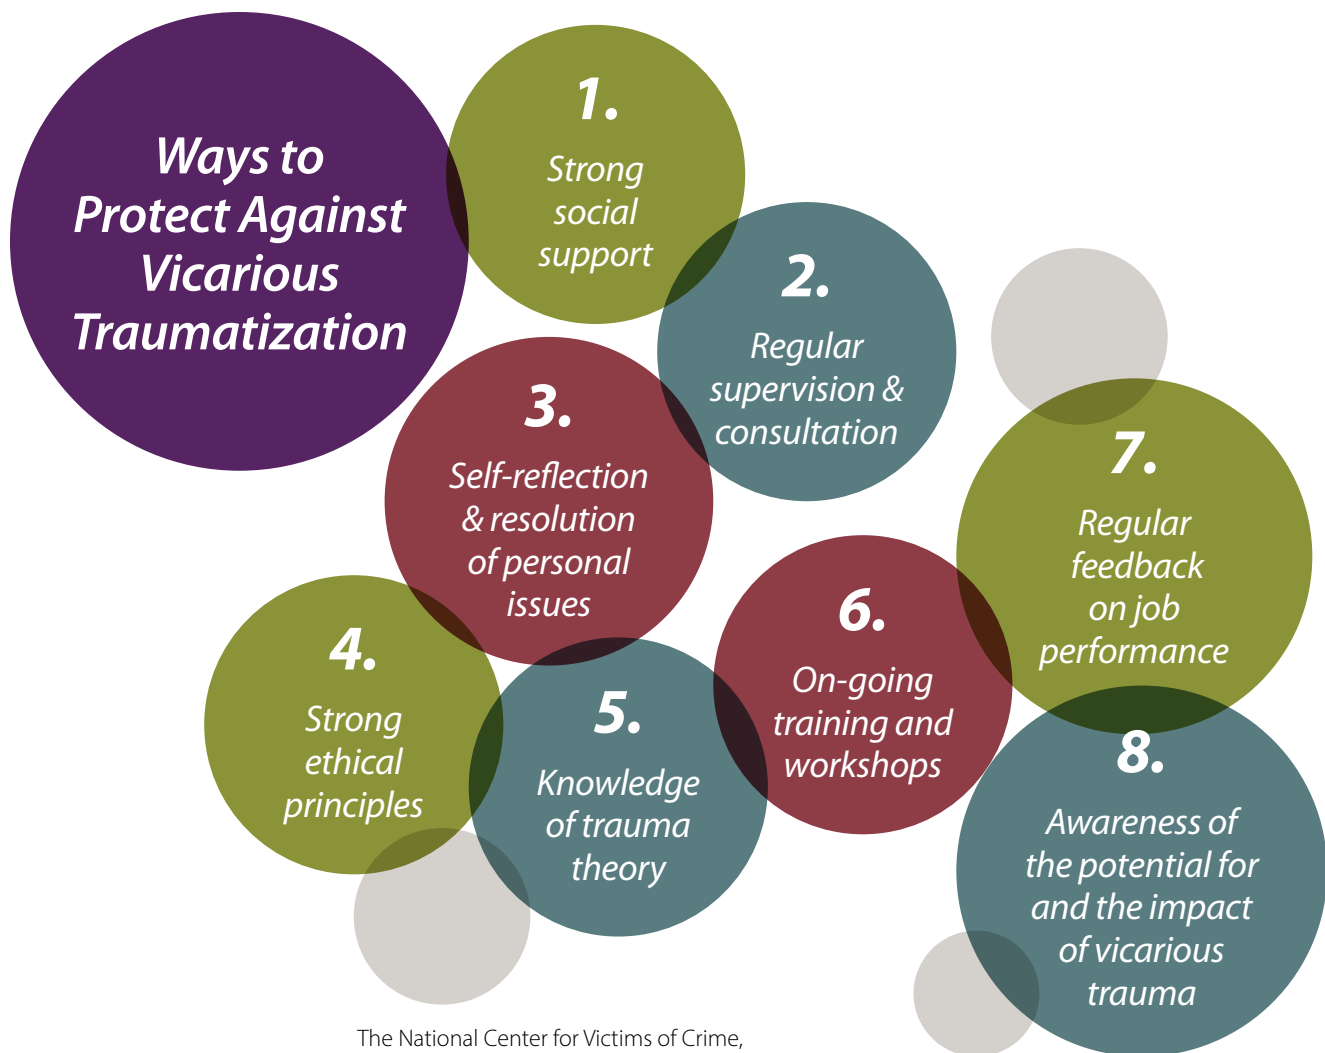 Ways to
Protect Against
Vicarious
Traumatization
1.
Strong
social
support
2.
Regular
supervision &
consultation
3.
Self-reflection
& resolution
of personal
issues
4.
Strong
ethical
principles
5.
Knowledge
of trauma
theory
6.
On-going
training and
workshops
7.
Regular
feedback
on job
performance
8.
Awareness of
the potential for
and the impact
of vicarious
trauma
The National Center for Victims of Crime,